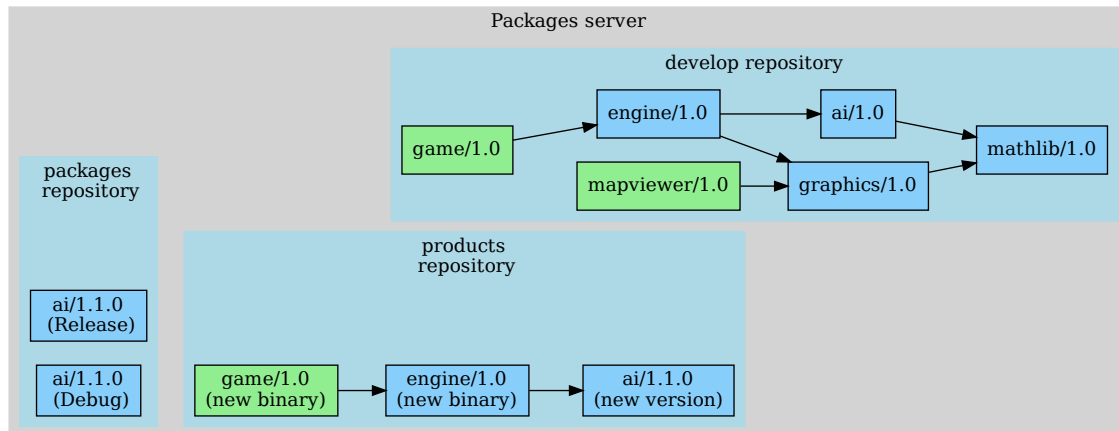 Packages server
develop repository
engine/1.0
ai/1.0
game/1.0
mathlib/1.0
mapviewer/1.0
graphics/1.0
packages
repository
ai/1.1.0
(Release)
ai/1.1.0
(Debug)
products
repository
game/1.0
(new binary)
engine/1.0
(new binary)
ai/1.1.0
(new version)